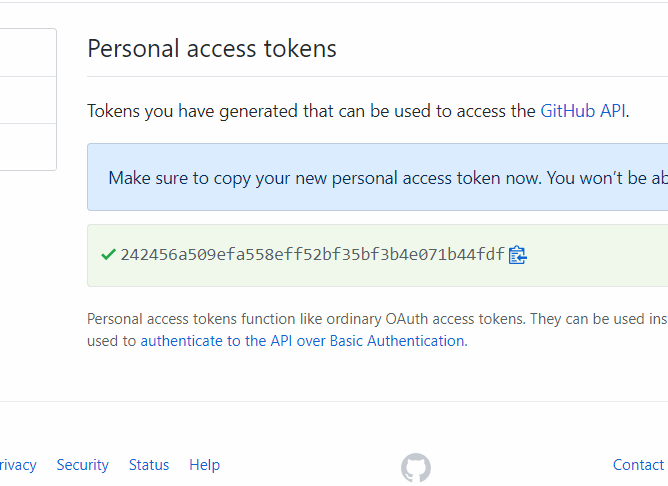 Personal access tokens
Tokens you have generated that can be used to access the GitHub API.
Make sure to copy your new personal access token now. You won’t be ab
242456a509efa558eff52bf35bf3b4e071b44fdf
Personal access tokens function like ordinary OAuth access tokens. They can be used ins
used to authenticate to the API over Basic Authentication.
rivacy Security Status Help Contact